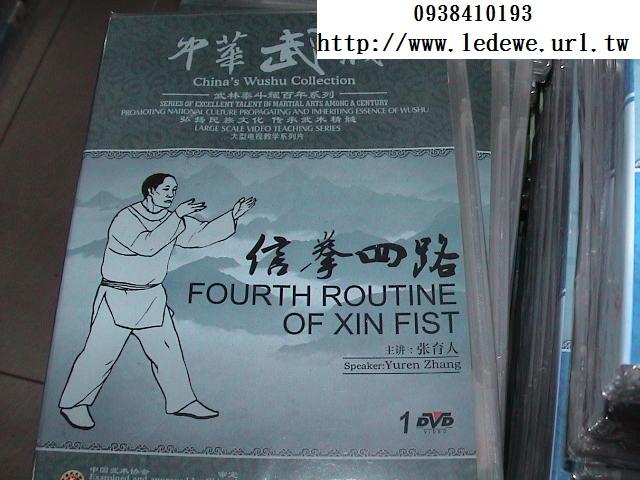 0938410193
http://www.ledewe.url.tw
中華武
China's Wushu Collection
武林泰斗耀百年系列
SERIES OF EXCELLENT TALENT IN MARTIAL ARTS AMONG A CENTURY
PROMOTING NATIONAL CULTURE PROPAGATING AND INHERITING ESSENCE OF WUSHU
弘扬民族文化 传承武术精髓
LARGE SCALE VIDEO TEACHING SERIES
大型电视教学系列片
信拳四路
FOURTH ROUTINE
OF XIN FIST
主讲:张育人
Speaker:Yuren Zhang
1 DVD
VIDEO
中国武术协会 审定
Examined and approved